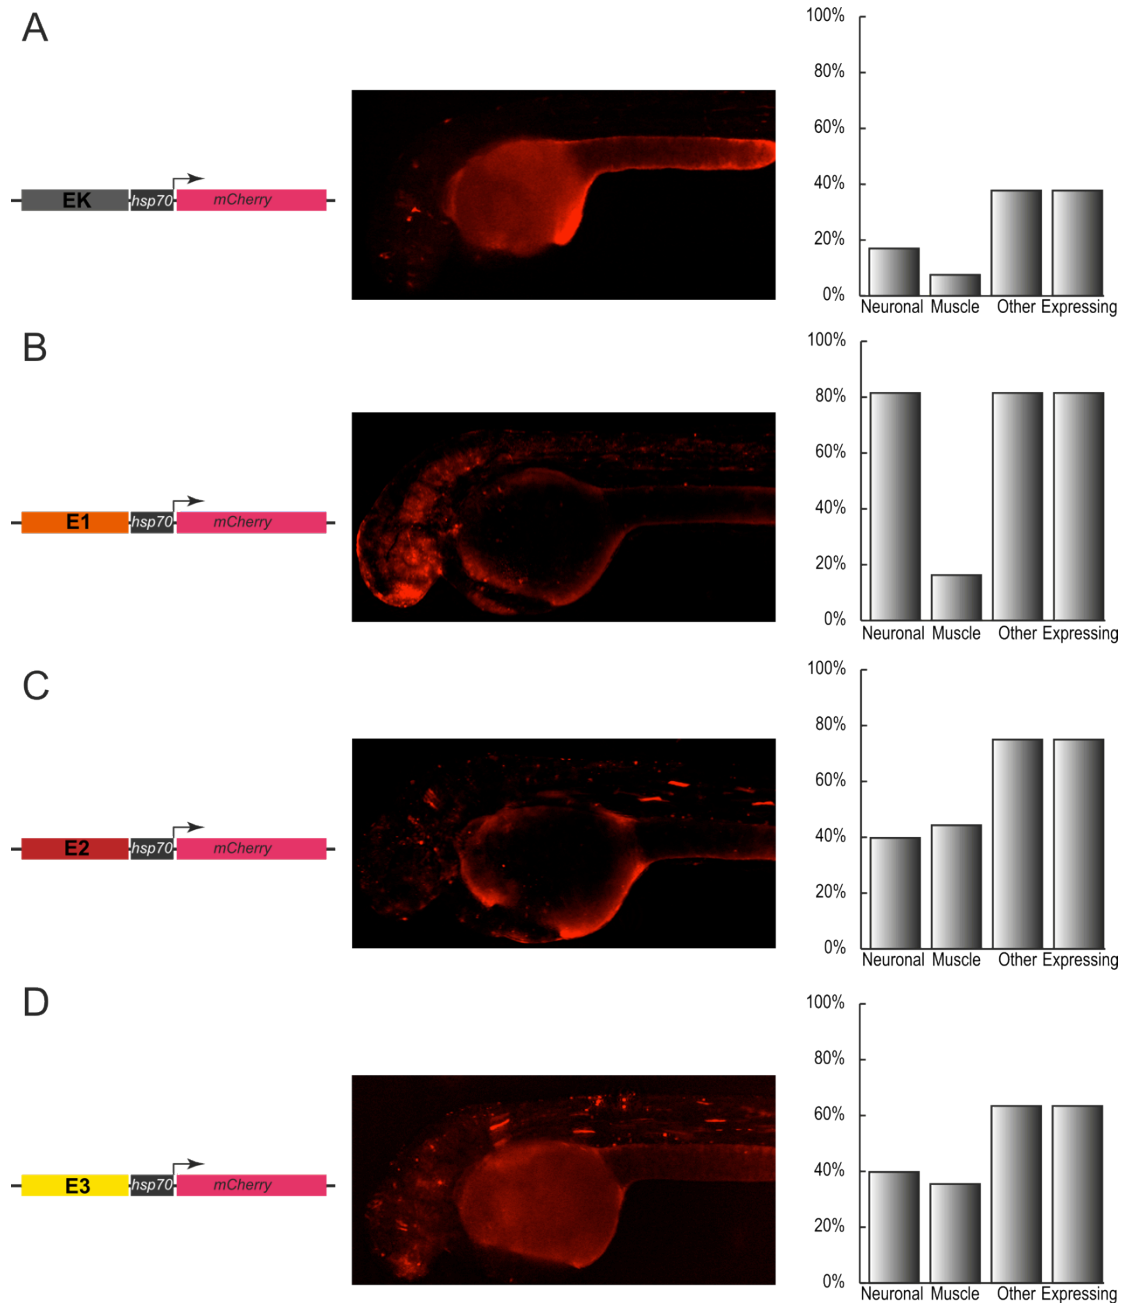 A
EK hsp70 mCherry
100%
80%
60%
40%
20%
0%
Neuronal Muscle Other Expressing
B
E1 hsp70 mCherry
100%
80%
60%
40%
20%
0%
Neuronal Muscle Other Expressing
C
E2 hsp70 mCherry
100%
80%
60%
40%
20%
0%
Neuronal Muscle Other Expressing
D
E3 hsp70 mCherry
100%
80%
60%
40%
20%
0%
Neuronal Muscle Other Expressing